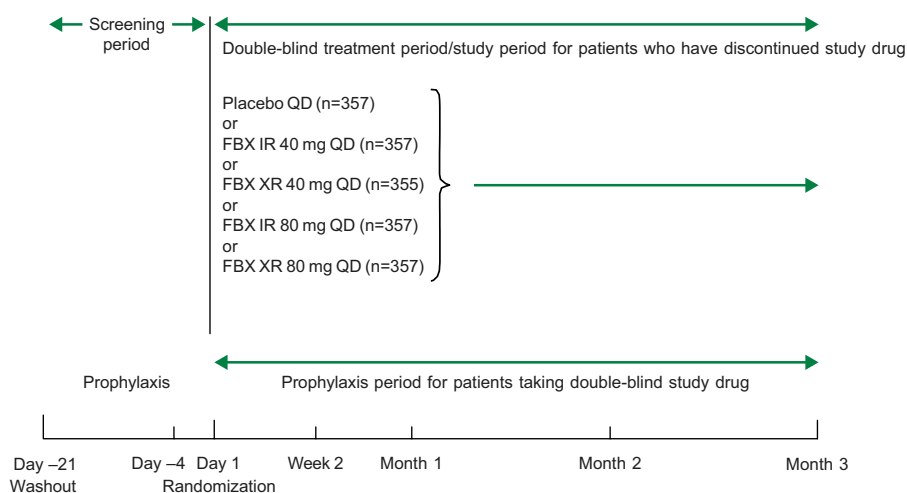 Screening
period
Double-blind treatment period/study period for patients who have discontinued study drug
Placebo QD (n=357)
or
FBX IR 40 mg QD (n=357)
or
FBX XR 40 mg QD (n=355)
or
FBX IR 80 mg QD (n=357)
or
FBX XR 80 mg QD (n=357)
Prophylaxis
Prophylaxis period for patients taking double-blind study drug
Day –21 Day –4 Day 1 Week 2 Month 1 Month 2 Month 3
Washout Randomization